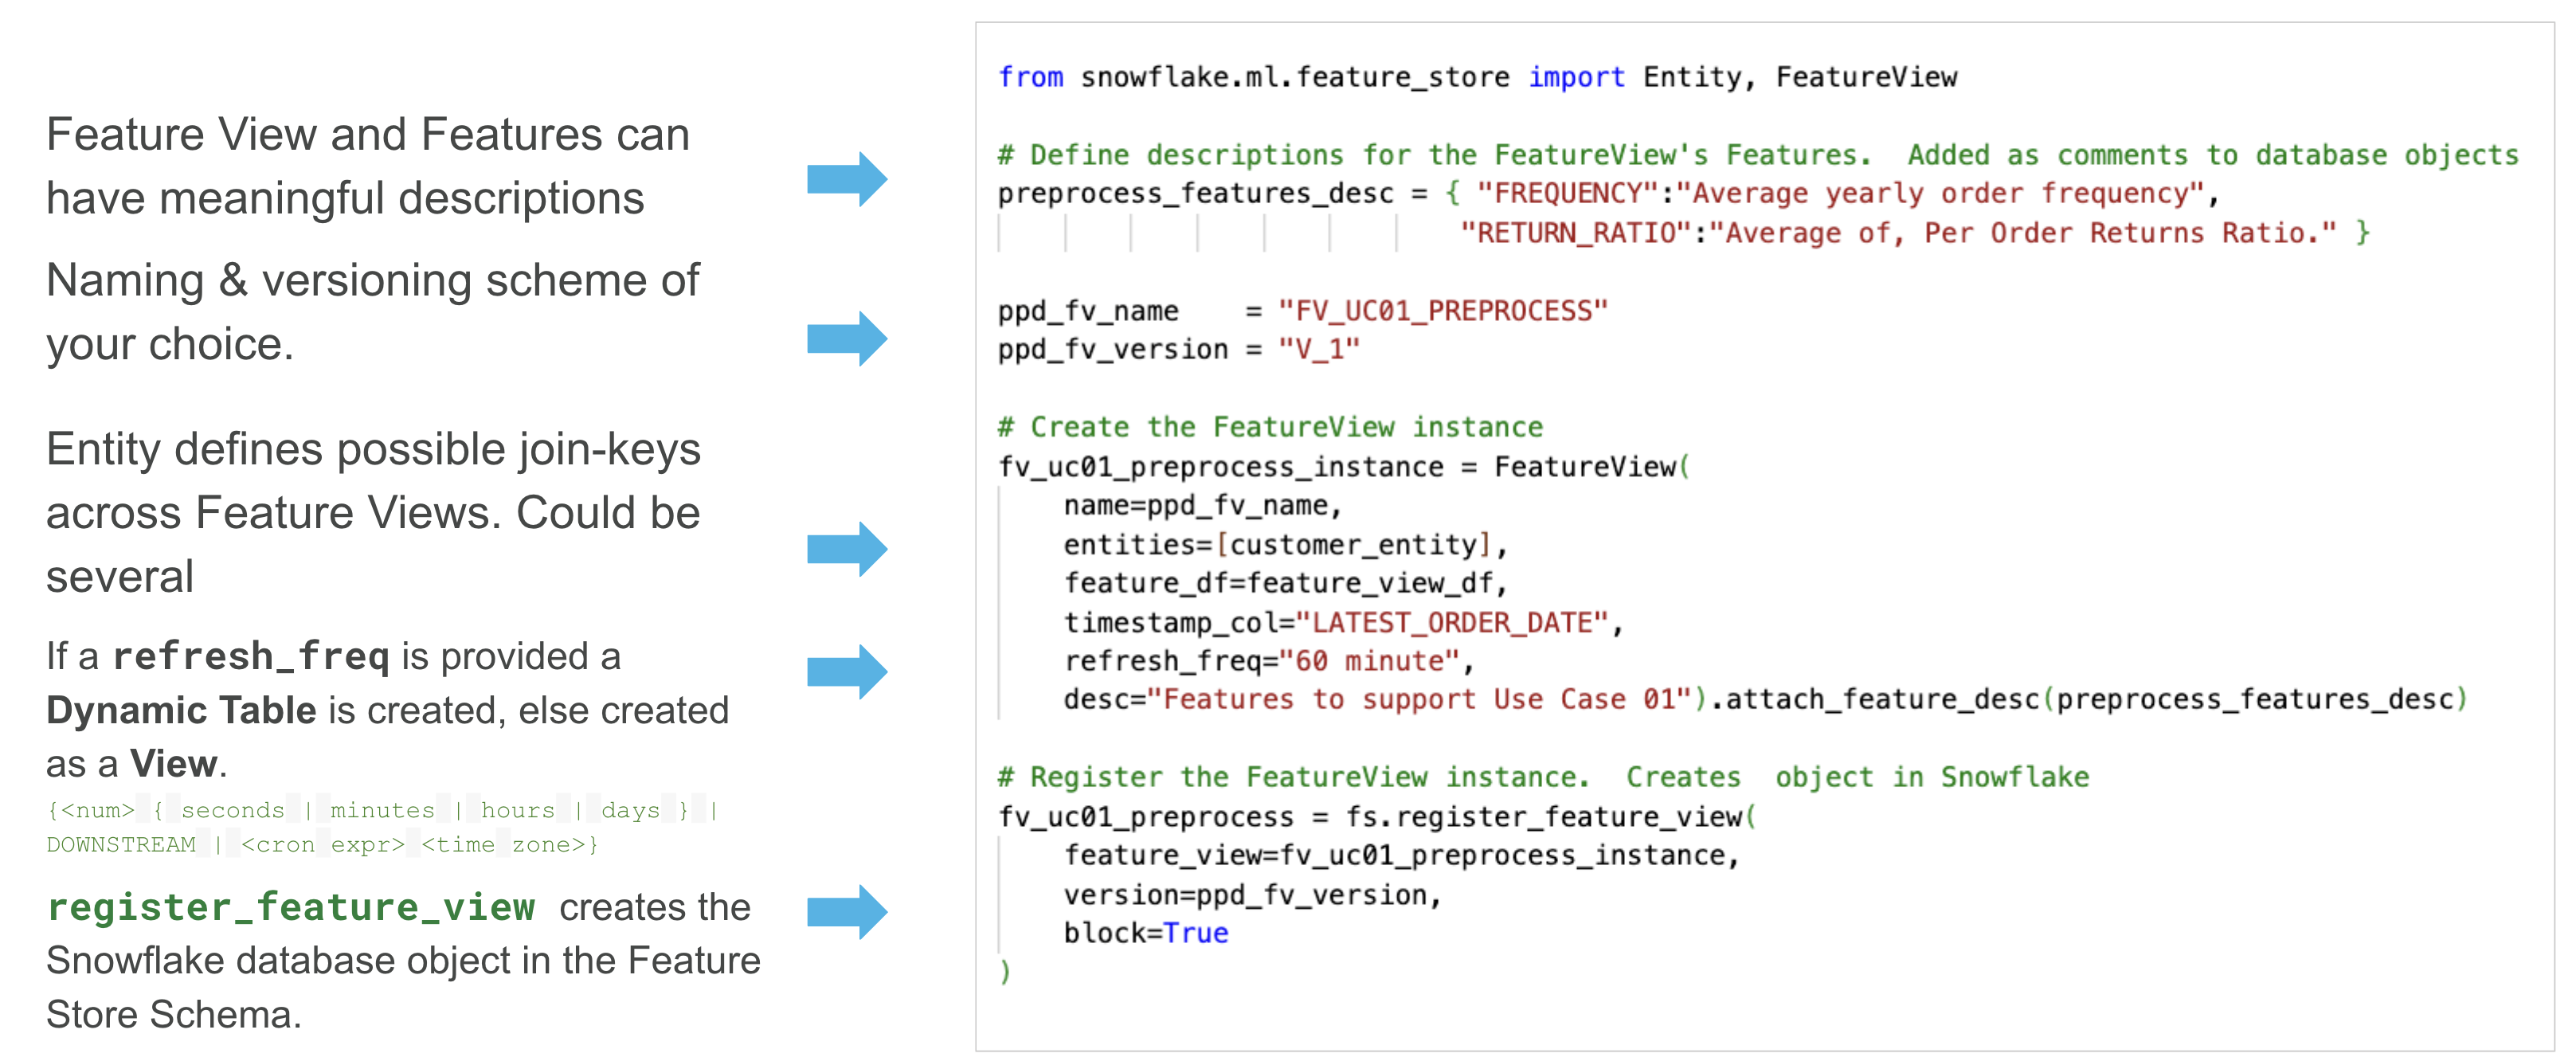 Feature View and Features can
have meaningful descriptions
Naming & versioning scheme of
your choice.
Entity defines possible join-keys
across Feature Views. Could be
several
If a refresh_freq is provided a
Dynamic Table is created, else created
as a View.
{<num> { seconds | minutes | hours | days } |
DOWNSTREAM | <cron expr> <time zone>}
register_feature_view creates the
Snowflake database object in the Feature
Store Schema.
from snowflake.ml.feature_store import Entity, FeatureView
# Define descriptions for the FeatureView's Features.  Added as comments to database objects
preprocess_features_desc = { "FREQUENCY":"Average yearly order frequency",
"RETURN_RATIO":"Average of, Per Order Returns Ratio." }
ppd_fv_name    = "FV_UC01_PREPROCESS"
ppd_fv_version = "V_1"
# Create the FeatureView instance
fv_uc01_preprocess_instance = FeatureView(
name=ppd_fv_name,
entities=[customer_entity],
feature_df=feature_view_df,
timestamp_col="LATEST_ORDER_DATE",
refresh_freq="60 minute",
desc="Features to support Use Case 01").attach_feature_desc(preprocess_features_desc)
# Register the FeatureView instance.  Creates  object in Snowflake
fv_uc01_preprocess = fs.register_feature_view(
feature_view=fv_uc01_preprocess_instance,
version=ppd_fv_version,
block=True
)